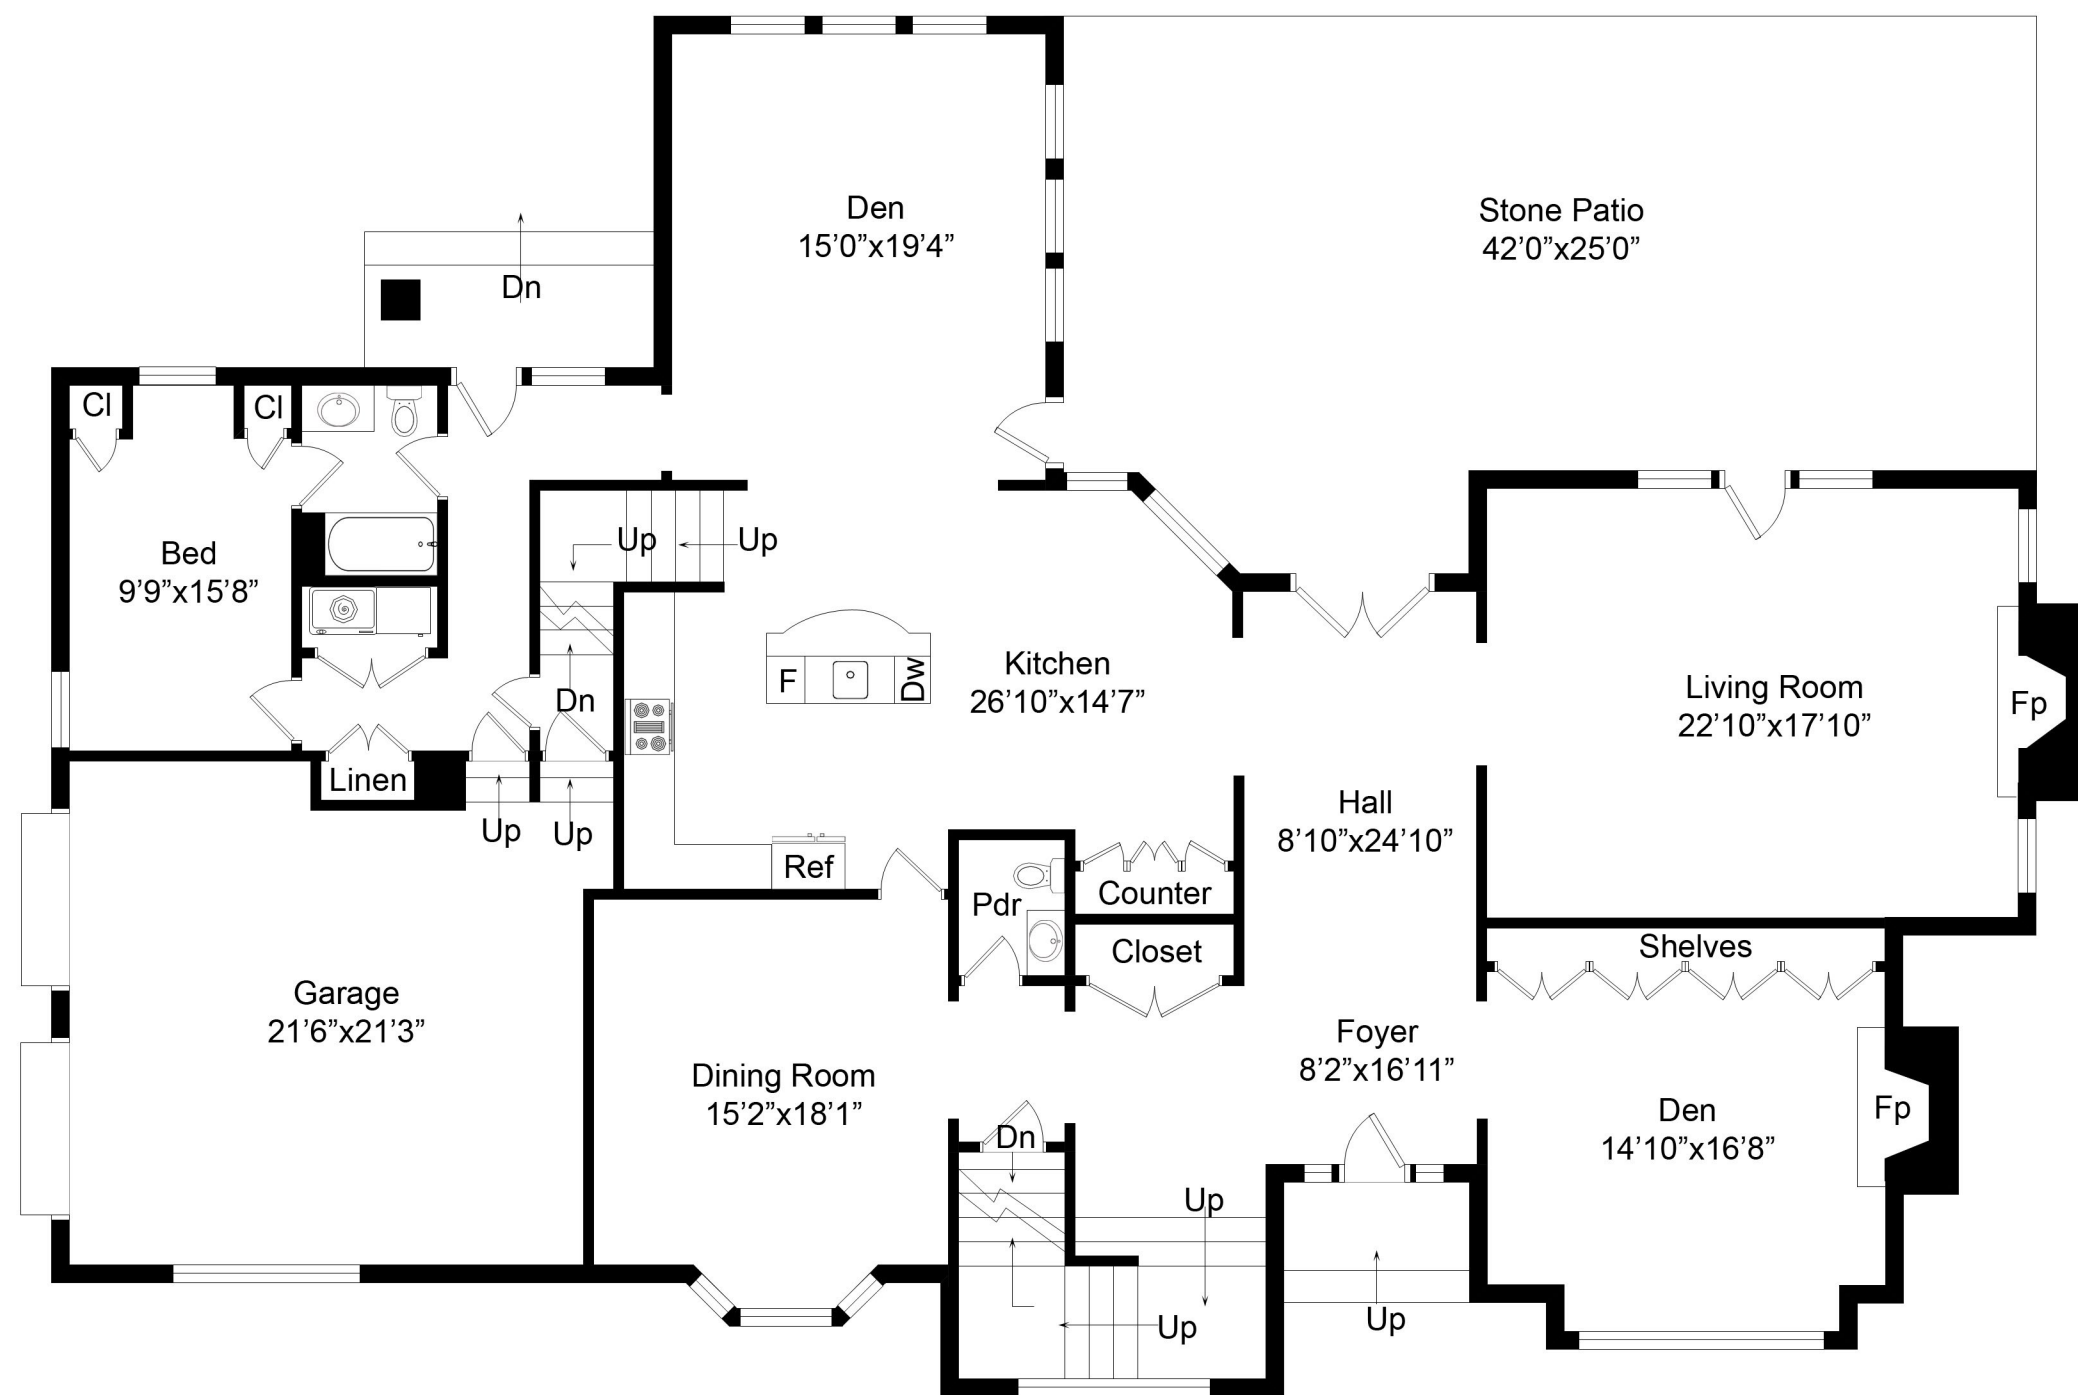 Den
15’0”x19’4”
Stone Patio
42’0”x25’0”
Dn
Cl
Cl
Up
Up
Bed
9’9”x15’8”
Kitchen
26’10”x14’7”
F
Dw
Dn
Living Room
22’10”x17’10”
Fp
Linen
Up
Up
Hall
8’10”x24’10”
Ref
Pdr
Counter
Closet
Shelves
Garage
21’6”x21’3”
Foyer
8’2”x16’11”
Dining Room
15’2”x18’1”
Den
14’10”x16’8”
Fp
Dn
Up
Up
Up